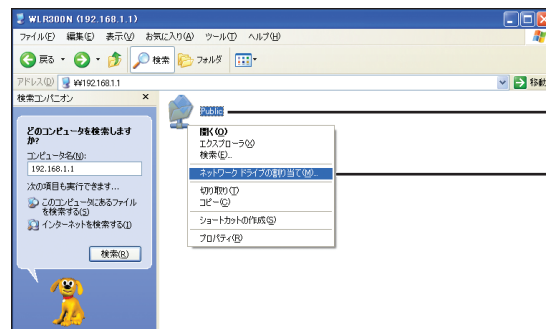 WLR300N (192.168.1.1)
ファイル(F) 編集(E) 表示(V) お気に入り(A) ツール(T) ヘルプ(H)
戻る 検索 フォルダ
アドレス(D) ¥¥192.168.1.1 移動
検索コンパニオン ×
どのコンピュータを検索します
か?
コンピュータ名(N):
192.168.1.1
次の項目も実行できます...
このコンピュータにあるファイル
を検索する(S)
インターネットを検索する(I)
検索(R)
Public
開く(O)
エクスプローラ(X)
検索(E)...
ネットワーク ドライブの割り当て(M)...
切り取り(T)
コピー(C)
ショートカットの作成(S)
プロパティ(R)